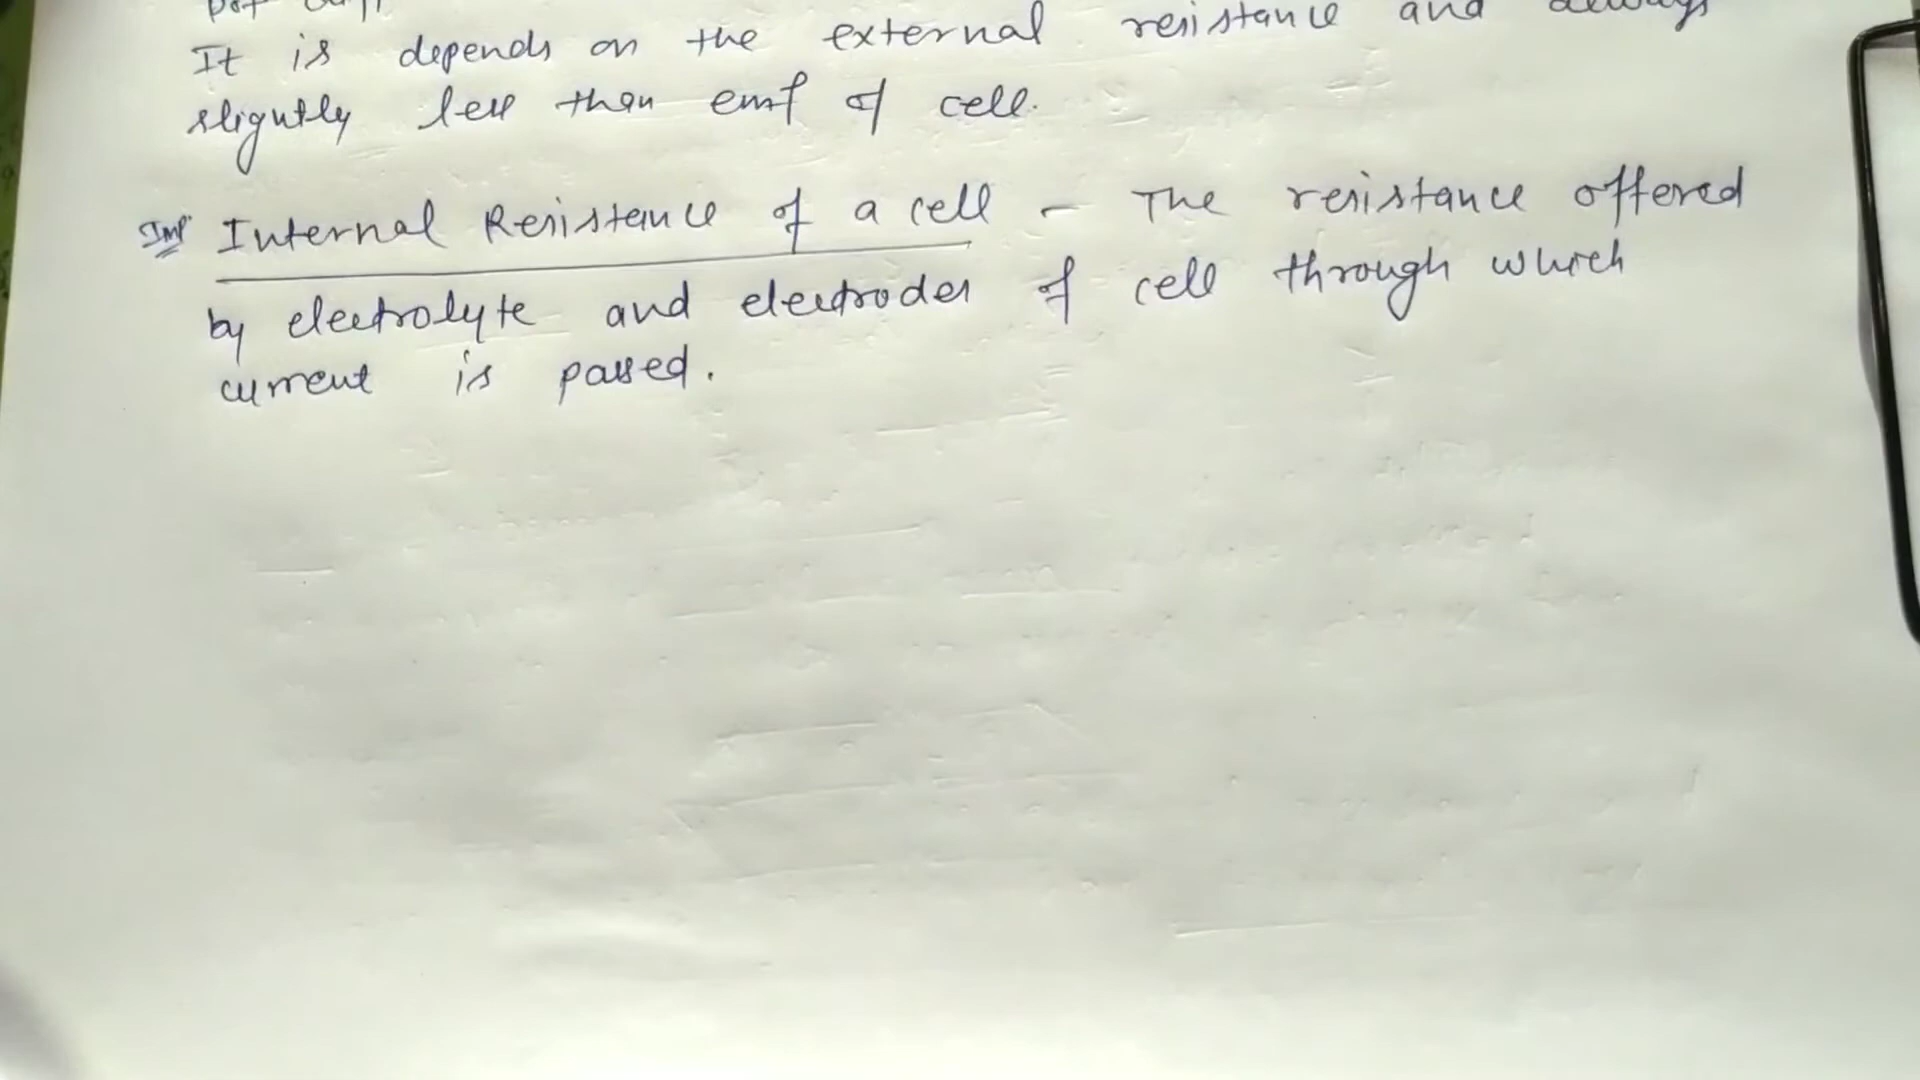 It is depends on the external resistance and always
slightly less than emf of cell.
Imp. Internal Resistance of a cell - The resistance offered
by electrolyte and electrodes of cell through which
current is passed.